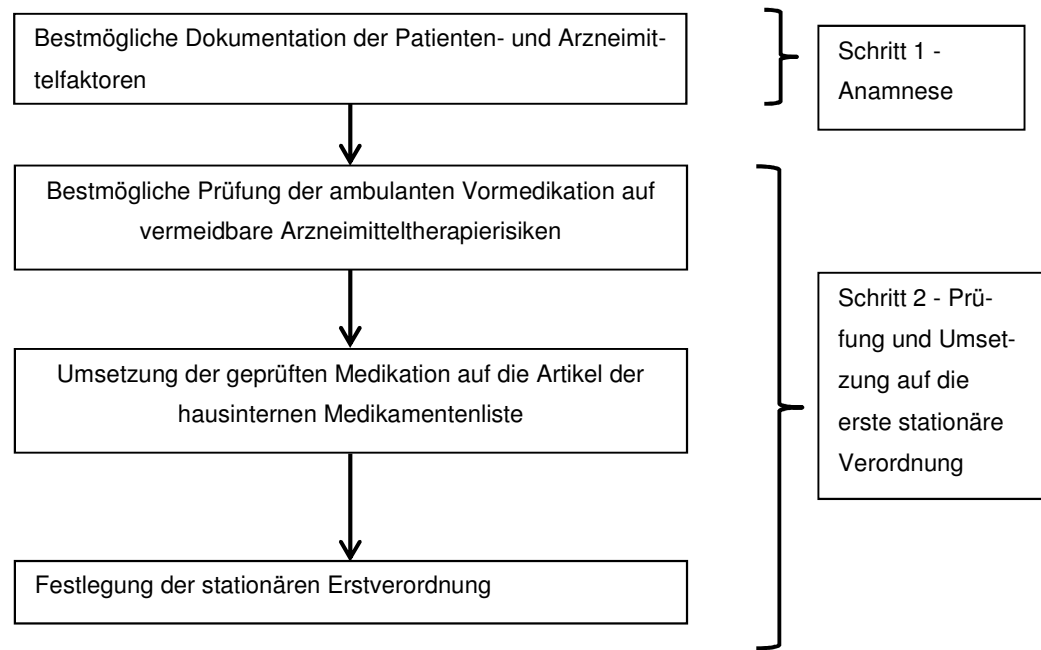 Bestmögliche Dokumentation der Patienten- und Arzneimit-
telfaktoren
Schritt 1 -
Anamnese
Bestmögliche Prüfung der ambulanten Vormedikation auf
vermeidbare Arzneimitteltherapierisiken
Umsetzung der geprüften Medikation auf die Artikel der
hausinternen Medikamentenliste
Festlegung der stationären Erstverordnung
Schritt 2 - Prü-
fung und Umset-
zung auf die
erste stationäre
Verordnung